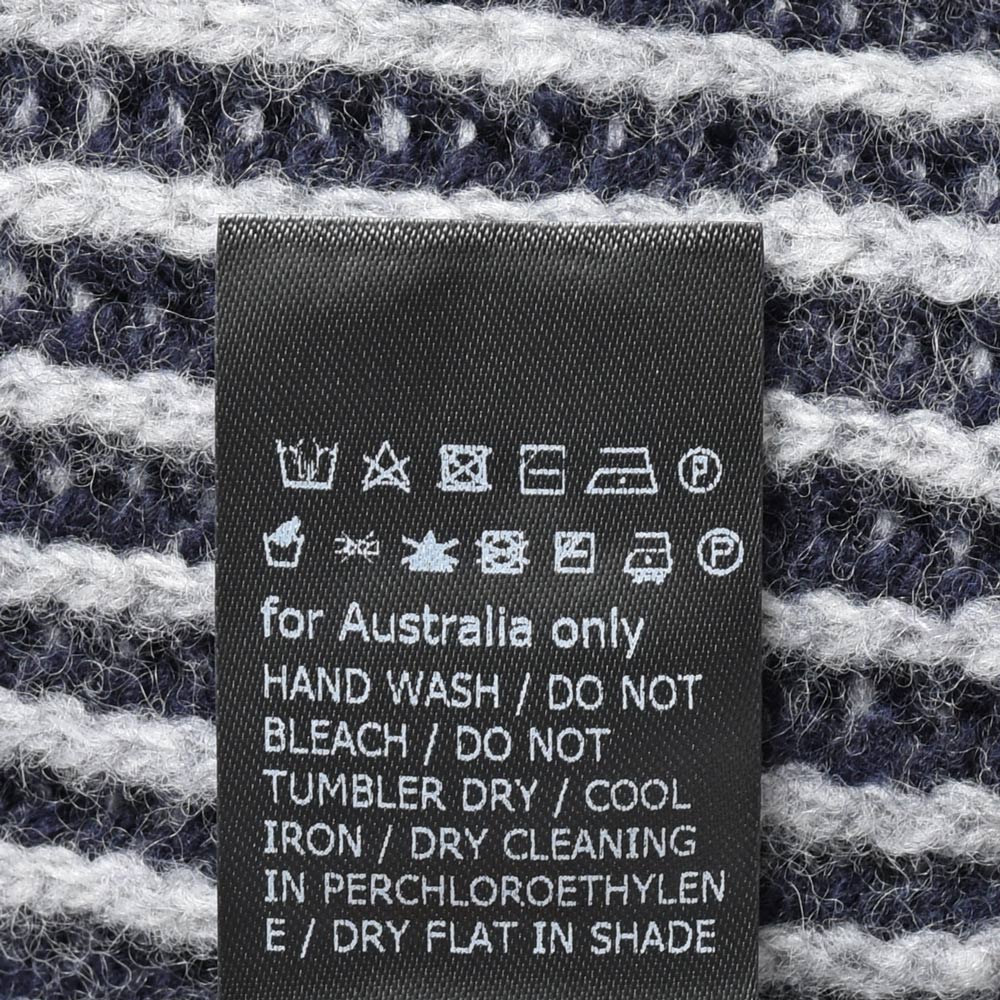 P
P
for Australia only
HAND WASH / DO NOT
BLEACH / DO NOT
TUMBLER DRY / COOL
IRON / DRY CLEANING
IN PERCHLOROETHYLEN
E / DRY FLAT IN SHADE